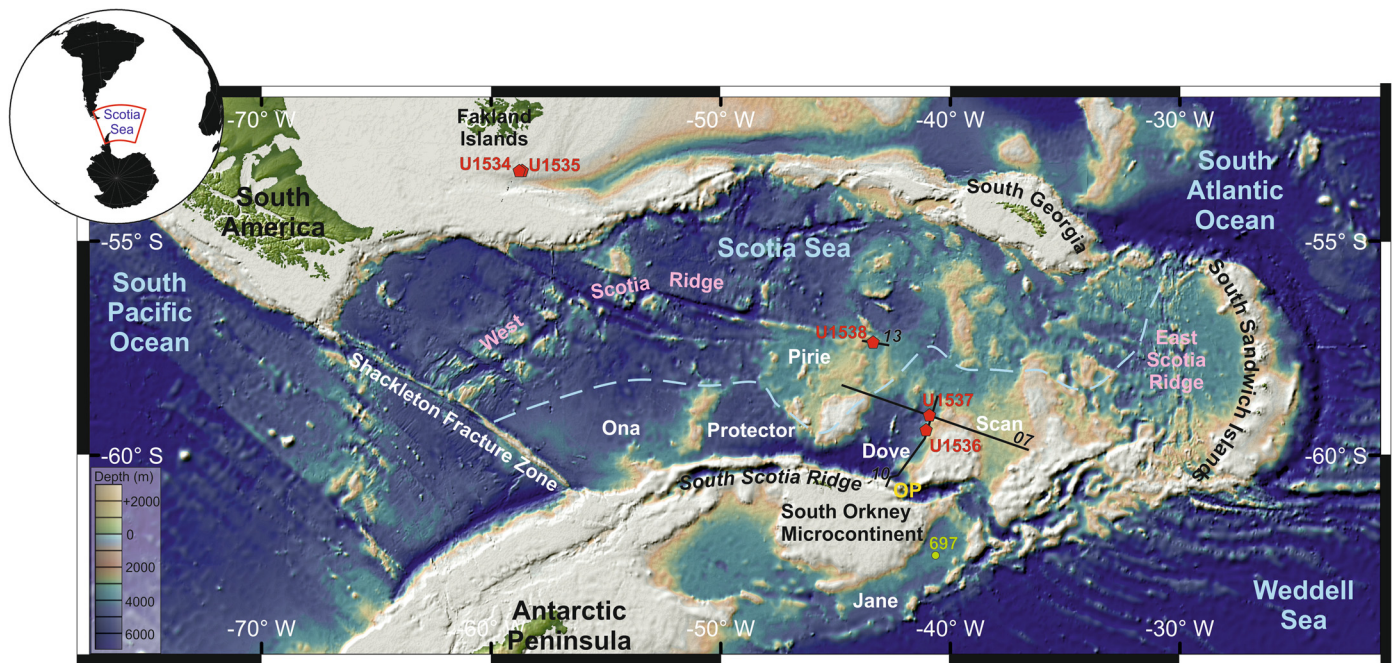 Scotia
Sea
-70° W
-60° W
-50° W
-40° W
-30° W
Fakland
Islands
U1534
U1535
South
America
South Georgia
South
Atlantic
Ocean
-55° S
-55° S
Scotia Sea
South
Pacific
Ocean
West
Scotia Ridge
U1538
13
Pirie
East
Scotia
Ridge
South Sandwich Islands
Shackleton Fracture Zone
U1537
Scan
07
Ona
Protector
U1536
Dove
-60° S
-60° S
Depth (m)
+2000
0
2000
4000
6000
South Scotia Ridge
10
OP
South Orkney
Microcontinent
697
Jane
Weddell
Sea
Antarctic
Peninsula
-70° W
-50° W
-40° W
-30° W